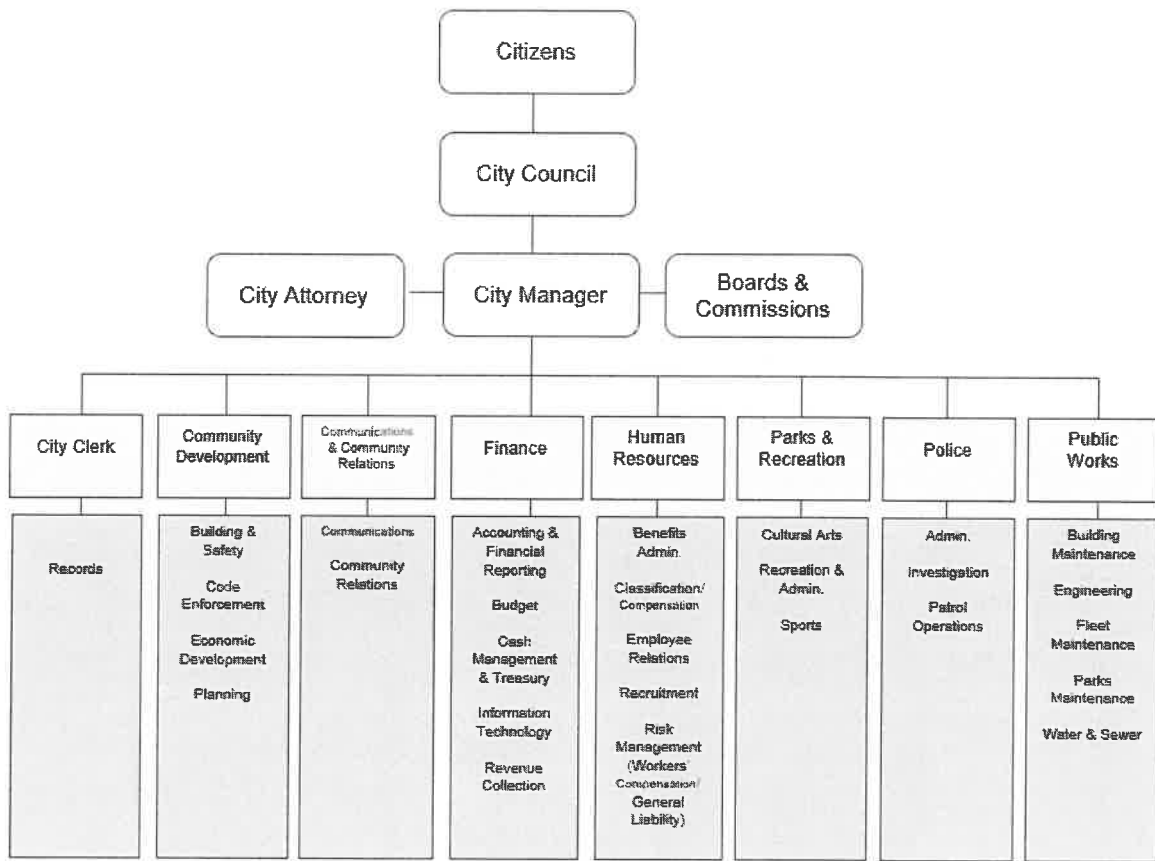 Citizens
City Council
City Attorney
City Manager
Boards &
Commissions
City Clerk
Community
Development
Communications
& Community
Relations
Finance
Human
Resources
Parks &
Recreation
Police
Public
Works
Records
Building &
Safety
Code
Enforcement
Economic
Development
Planning
Communications
Community
Relations
Accounting &
Financial
Reporting
Budget
Cash
Management
& Treasury
Information
Technology
Revenue
Collection
Benefits
Admin.
Classification/
Compensation
Employee
Relations
Recruitment
Risk
Management
(Workers'
Compensation/
General
Liability)
Cultural Arts
Recreation &
Admin.
Sports
Admin.
Investigation
Patrol
Operations
Building
Maintenance
Engineering
Fleet
Maintenance
Parks
Maintenance
Water & Sewer